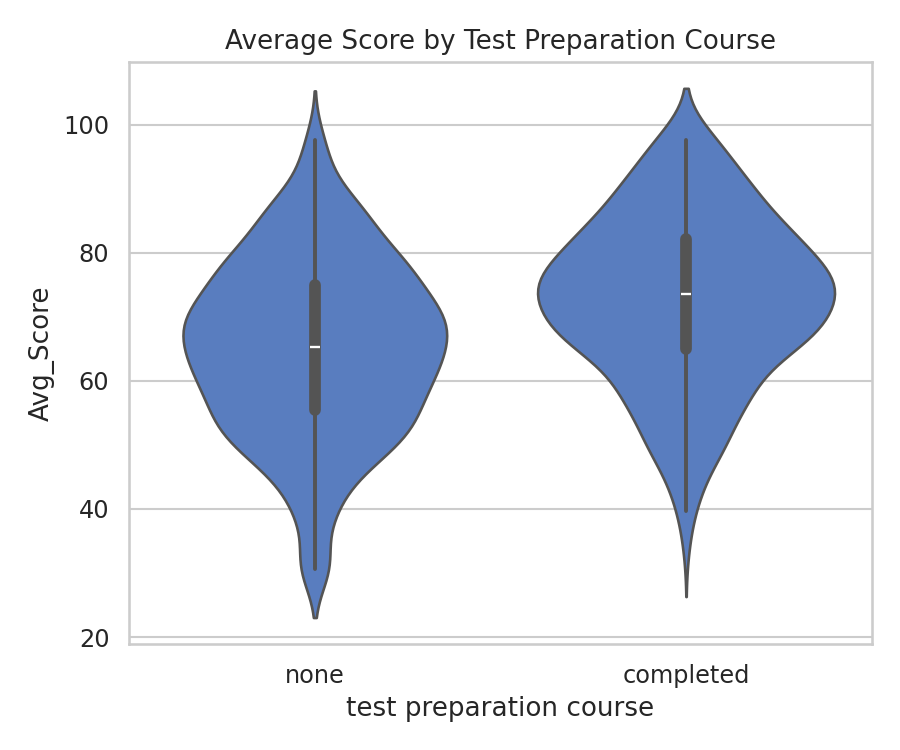 Average Score by Test Preparation Course
Avg_Score
100
80
60
40
20
none completed
test preparation course